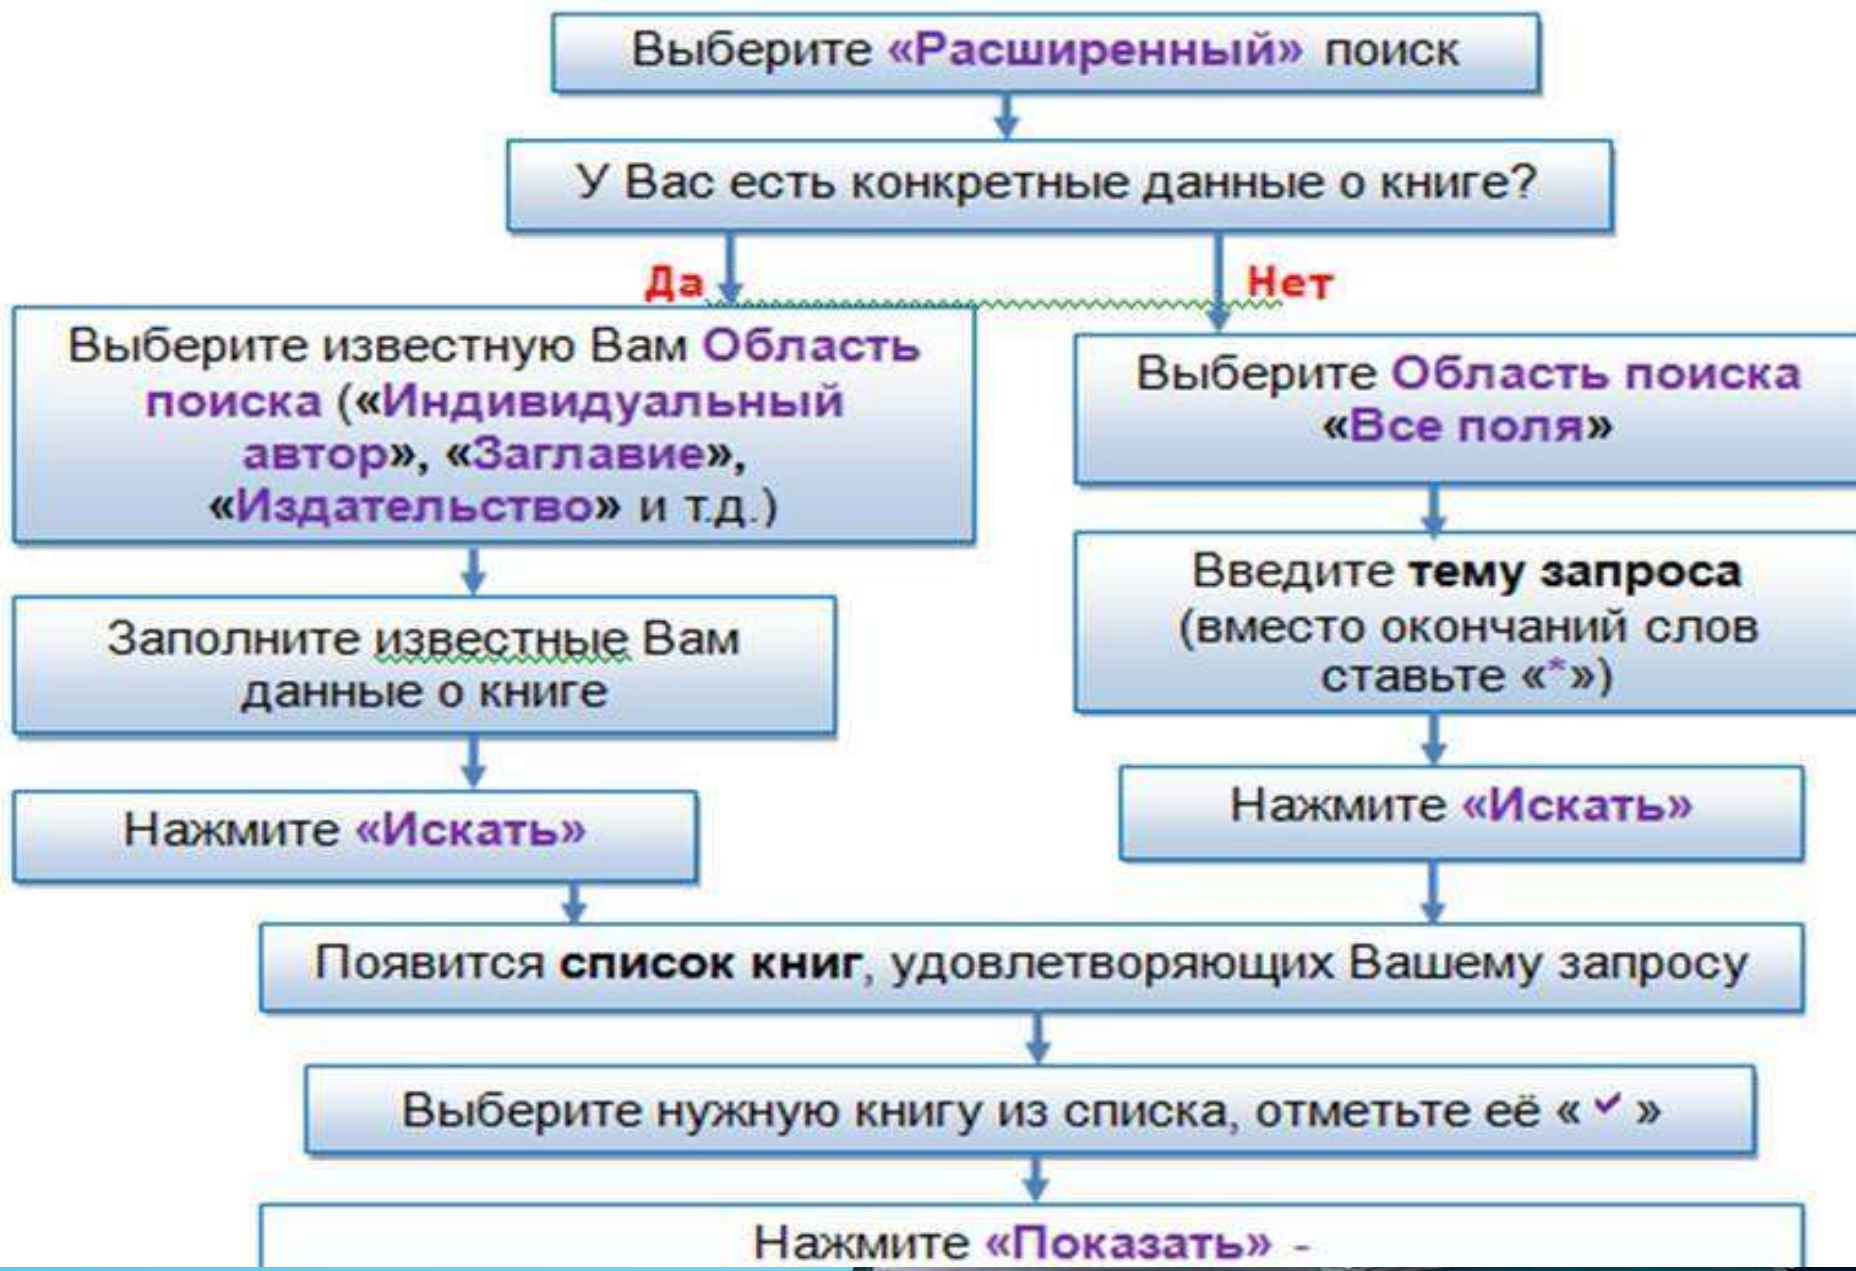 Выберите «Расширенный» поиск
У Вас есть конкретные данные о книге?
Да
Нет
Выберите известную Вам Область
поиска («Индивидуальный
автор», «Заглавие»,
«Издательство» и т.д.)
Заполните известные Вам
данные о книге
Нажмите «Искать»
Выберите Область поиска
«Все поля»
Введите тему запроса
(вместо окончаний слов
ставьте «*»)
Нажмите «Искать»
Появится список книг, удовлетворяющих Вашему запросу
Выберите нужную книгу из списка, отметьте её « ✓ »
Нажмите «Показать» -